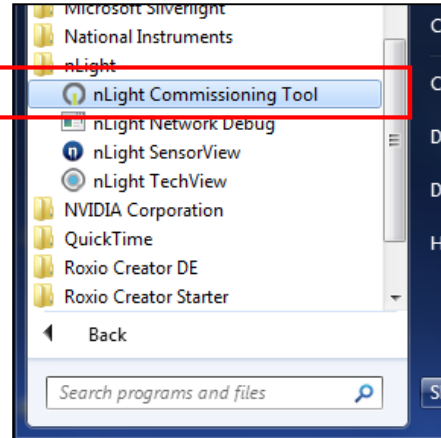 Microsoft Silverlight
National Instruments
nLight
nLight Commissioning Tool
nLight Network Debug
nLight SensorView
nLight TechView
NVIDIA Corporation
QuickTime
Roxio Creator DE
Roxio Creator Starter
Back
Search programs and files